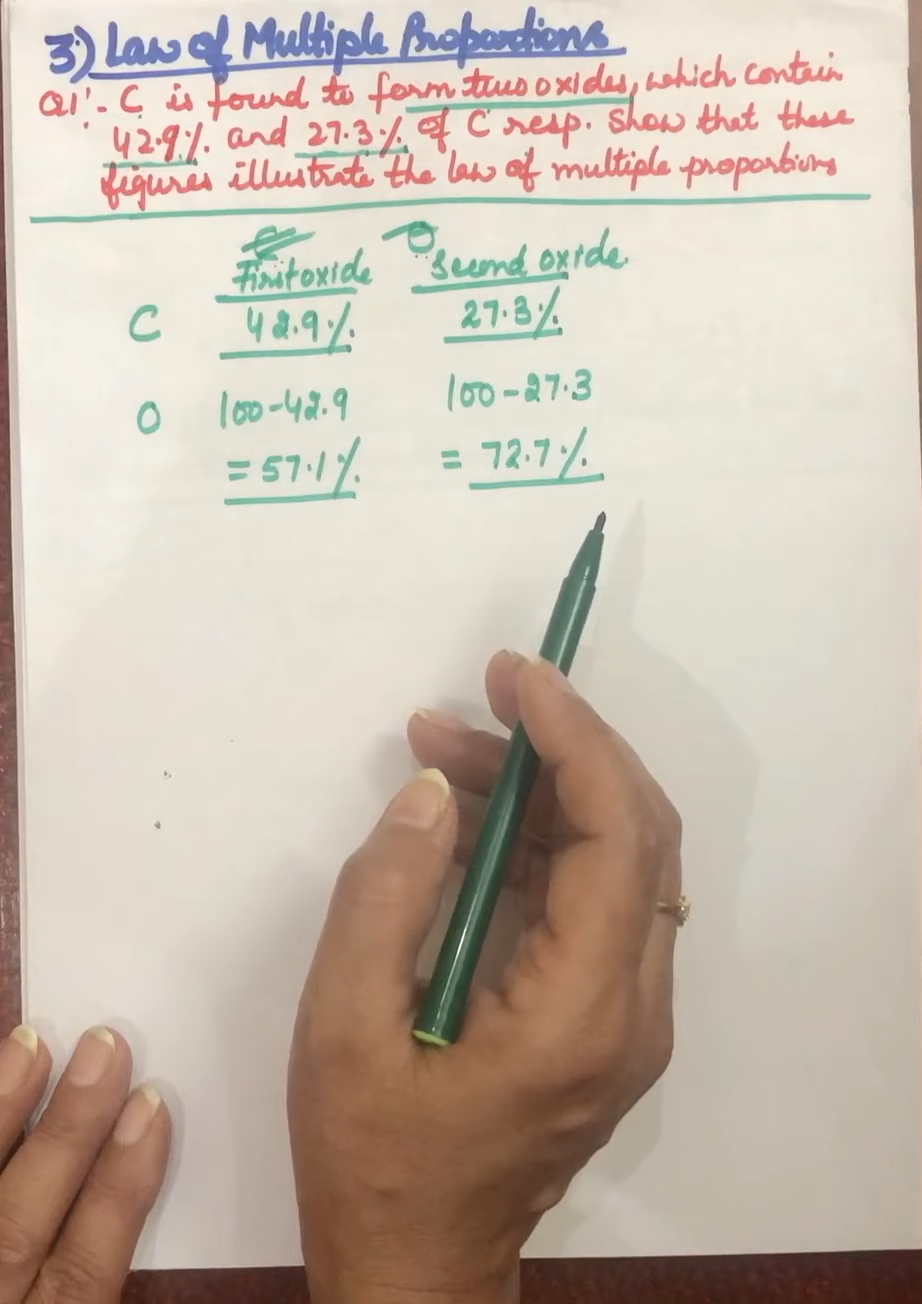 3) Law of Multiple Proportions
Q1:- C is found to form two oxides, which contain
42.9% and 27.3% of C resp. Show that these
figures illustrate the law of multiple proportions
First oxide Second oxide
C 42.9% 27.3%
O 100-42.9 100-27.3
= 57.1% = 72.7%